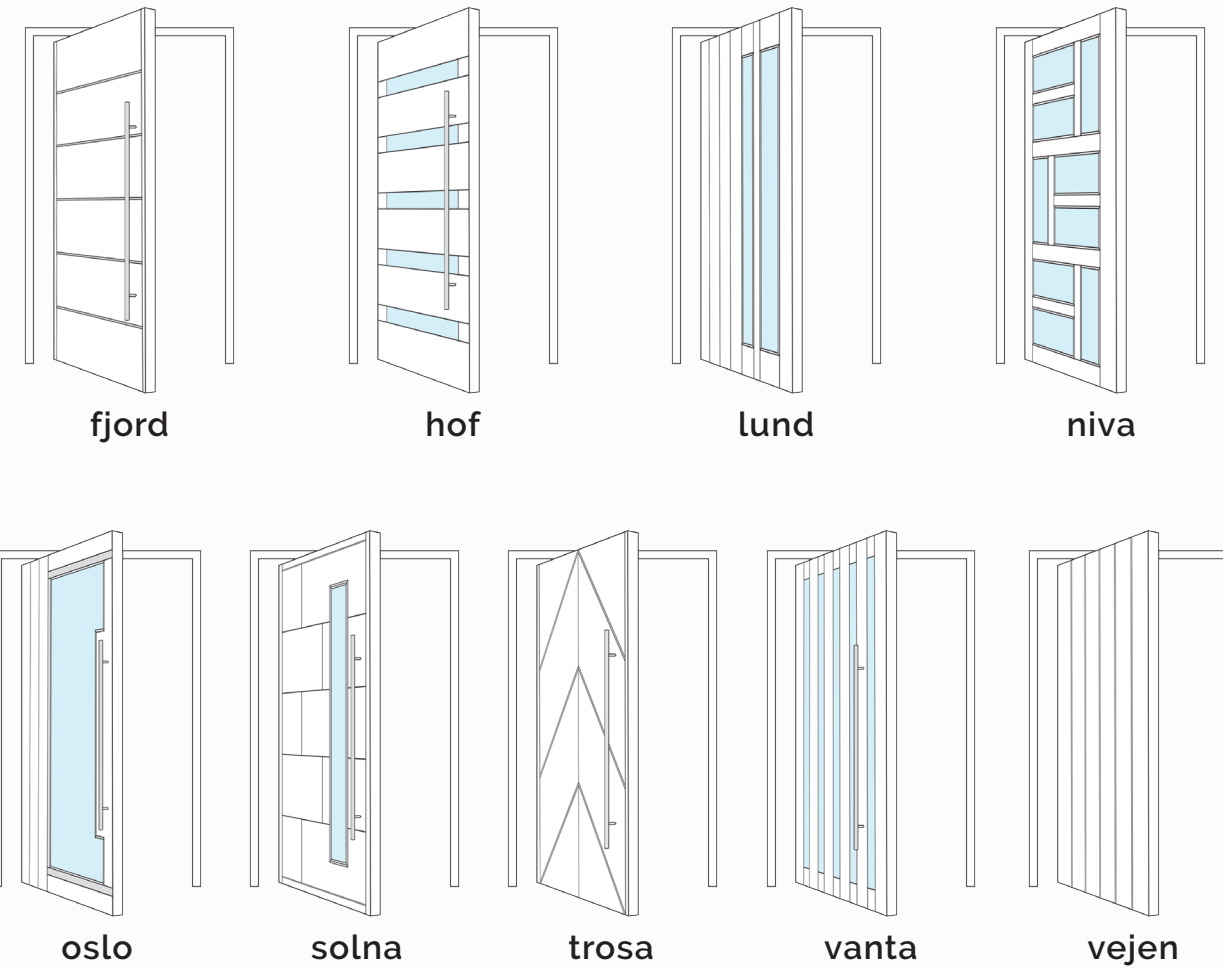 fjord
hof
lund
niva
oslo
solna
trosa
vanta
vejen